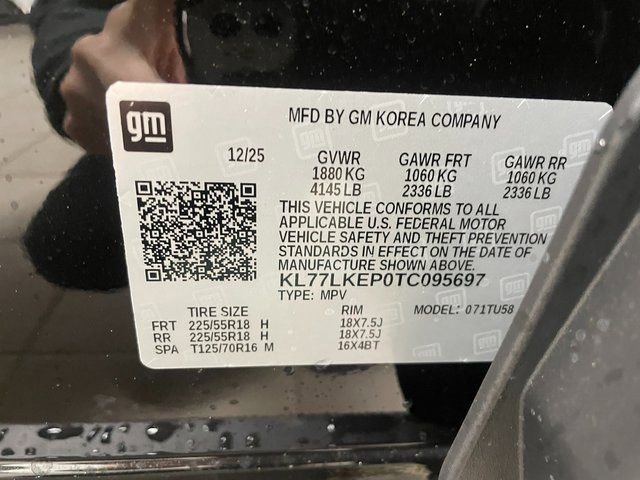 gm
MFD BY GM KOREA COMPANY
12/25 GVWR GAWR FRT GAWR RR
1880 KG 1060 KG 1060 KG
4145 LB 2336 LB 2336 LB
THIS VEHICLE CONFORMS TO ALL
APPLICABLE U.S. FEDERAL MOTOR
VEHICLE SAFETY AND THEFT PREVENTION
STANDARDS IN EFFECT ON THE DATE OF
MANUFACTURE SHOWN ABOVE.
KL77LKEP0TC095697
TYPE: MPV MODEL: 071TU58
TIRE SIZE RIM
FRT 225/55R18 H 18X7.5J
RR 225/55R18 H 18X7.5J
SPA T125/70R16 M 16X4BT